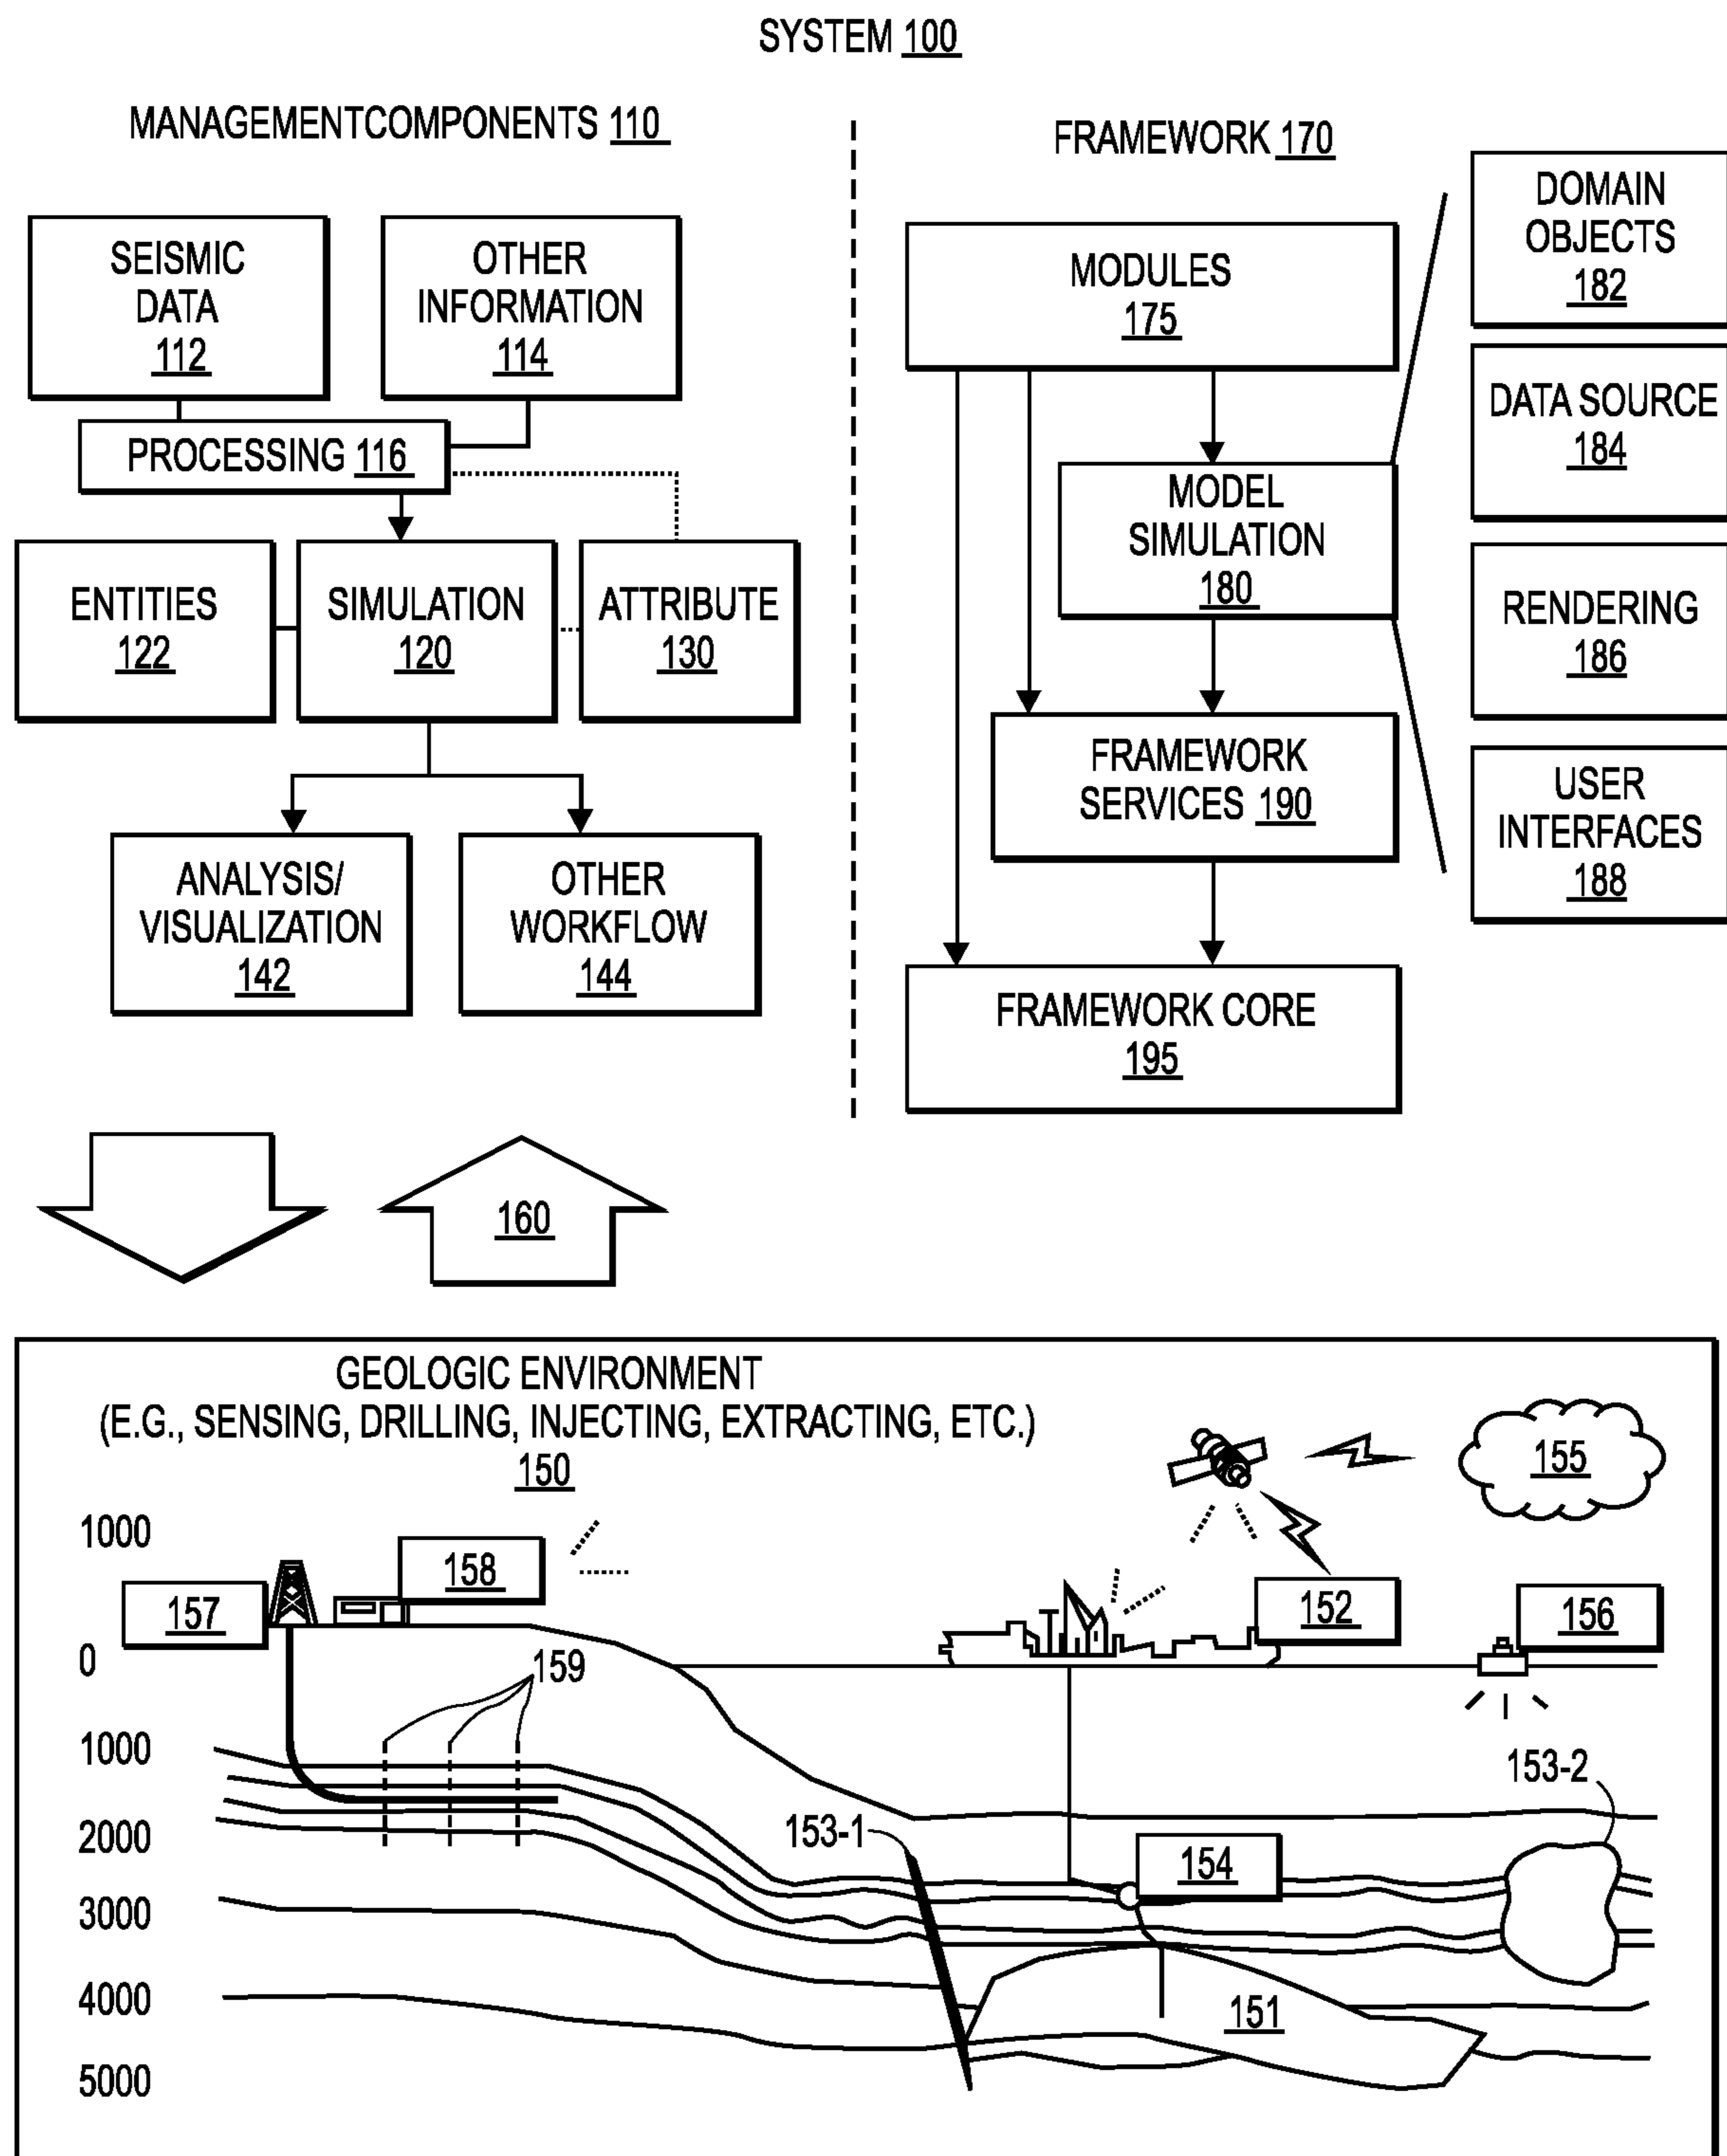 SYSTEM 100
MANAGEMENTCOMPONENTS 110
SEISMIC
DATA
112
OTHER
INFORMATION
114
PROCESSING 116
ENTITIES
122
SIMULATION
120
ATTRIBUTE
130
ANALYSIS/
VISUALIZATION
142
OTHER
WORKFLOW
144
FRAMEWORK 170
MODULES
175
MODEL
SIMULATION
180
FRAMEWORK
SERVICES 190
FRAMEWORK CORE
195
DOMAIN
OBJECTS
182
DATA SOURCE
184
RENDERING
186
USER
INTERFACES
188
160
GEOLOGIC ENVIRONMENT
(E.G., SENSING, DRILLING, INJECTING, EXTRACTING, ETC.)
150
155
1000
158
157
152
156
0
159
1000
153-2
2000
153-1
154
3000
4000
151
5000